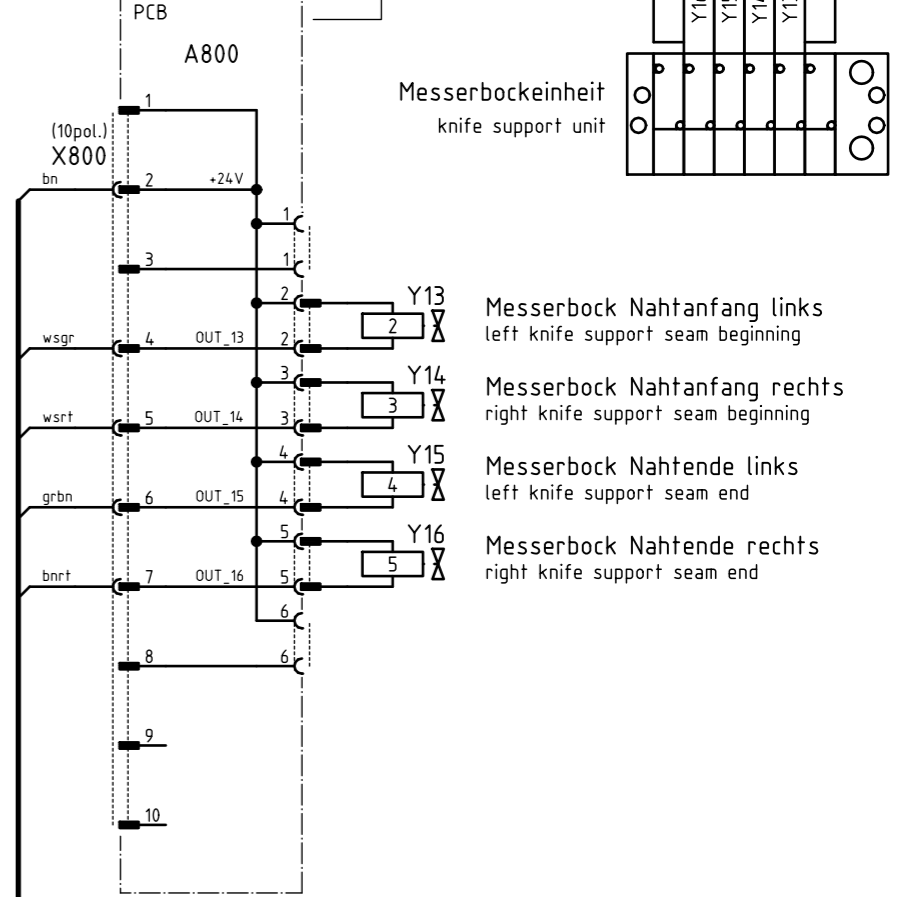 PCB
A800
Y16
Y15
Y14
Messerbockeinheit
knife support unit
(10pol.)
X800
1
bn
2
+24V
1
3
1
2
Y13
2
Messerbock Nahtanfang links
left knife support seam beginning
wsgr
4
OUT_13
2
3
Y14
3
Messerbock Nahtanfang rechts
right knife support seam beginning
wsrt
5
OUT_14
3
4
Y15
4
Messerbock Nahtende links
left knife support seam end
grbn
6
OUT_15
4
5
Y16
5
Messerbock Nahtende rechts
right knife support seam end
bnrt
7
OUT_16
5
6
8
6
9
10